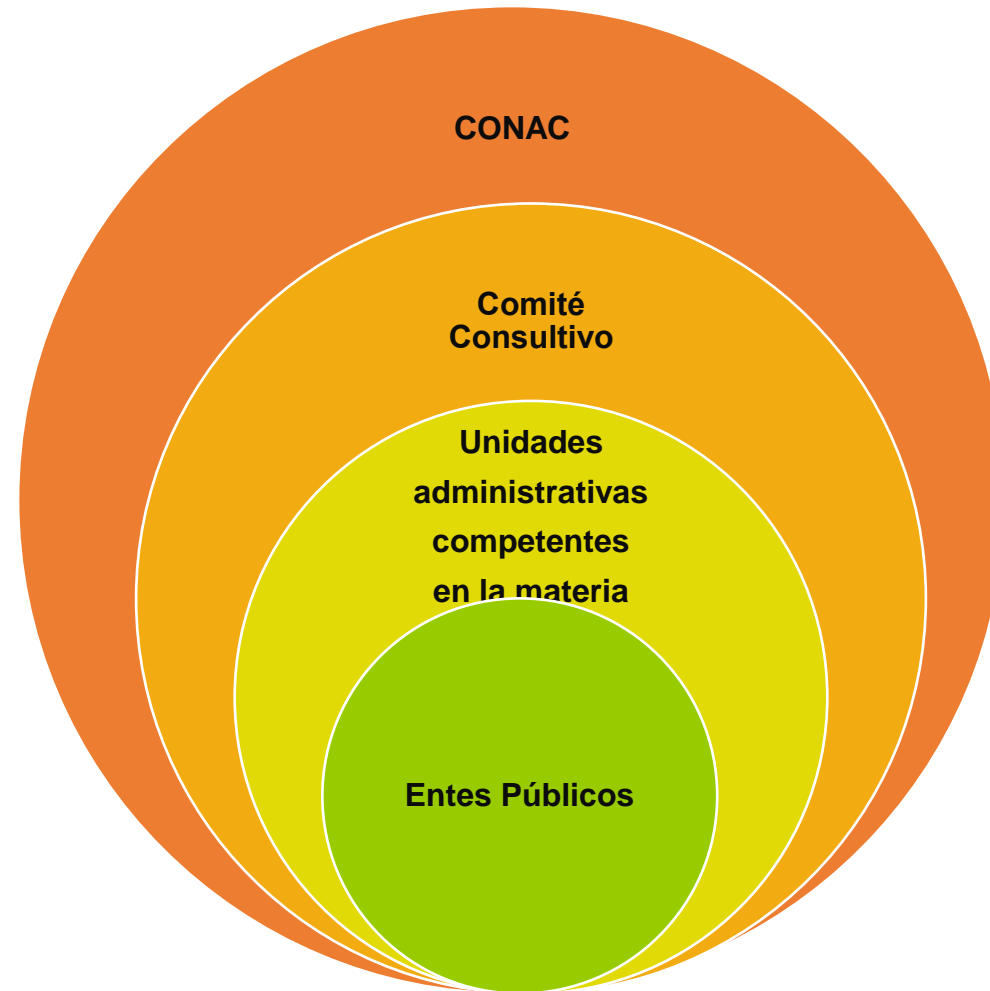 CONAC
Comité
Consultivo
Unidades
administrativas
competentes
en la materia
Entes Públicos